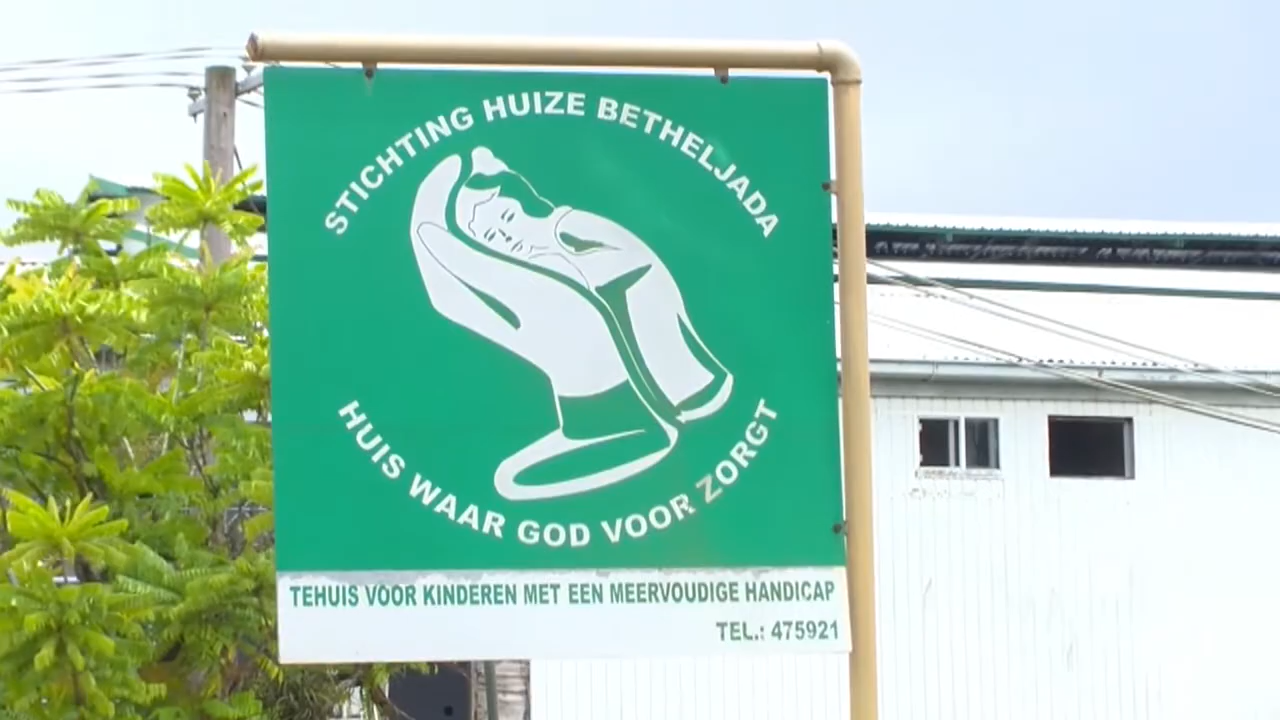 STICHTING HUIZE BETHELJADA
HUIS WAAR GOD VOOR ZORGT
TEHUIS VOOR KINDEREN MET EEN MEERVOUDIGE HANDICAP
TEL.: 475921